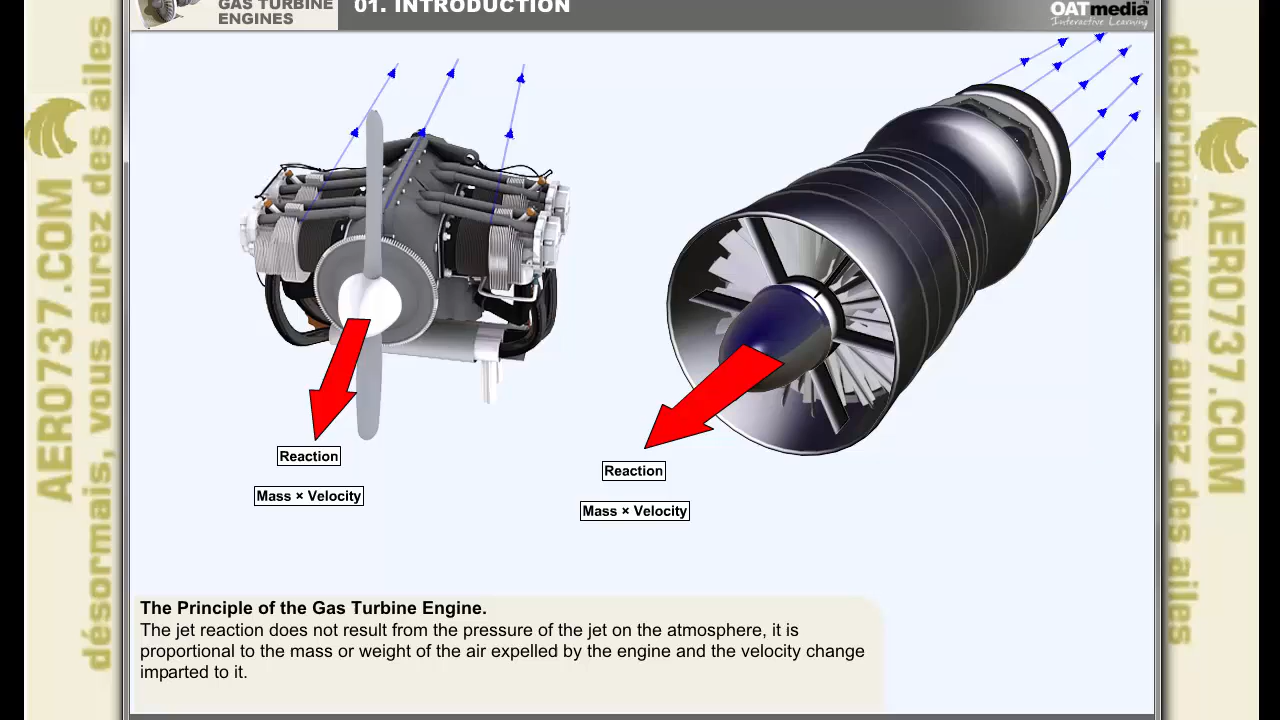 GAS TURBINE
ENGINES
01. INTRODUCTION
OATmedia™
Interactive Learning
AERO737.COM
désormais, vous aurez des ailes
désormais, vous aurez des ailes
AERO737.COM
Reaction
Mass × Velocity
Reaction
Mass × Velocity
The Principle of the Gas Turbine Engine.
The jet reaction does not result from the pressure of the jet on the atmosphere, it is
proportional to the mass or weight of the air expelled by the engine and the velocity change
imparted to it.